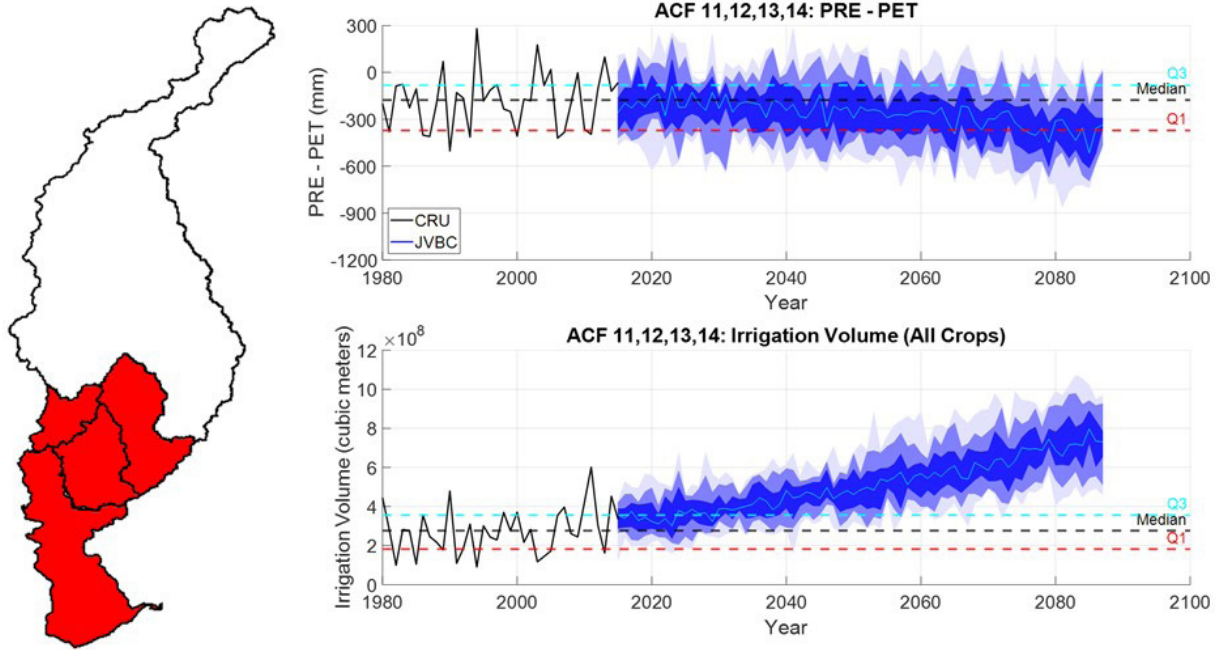 ACF 11,12,13,14: PRE - PET
PRE - PET (mm)
300
0
-300
-600
-900
-1200
Q3
Median
Q1
CRU
JVBC
1980 2000 2020 2040 2060 2080 2100
Year
ACF 11,12,13,14: Irrigation Volume (All Crops)
×10⁸
Irrigation Volume (cubic meters)
12
10
8
6
4
2
0
Q3
Median
Q1
1980 2000 2020 2040 2060 2080 2100
Year